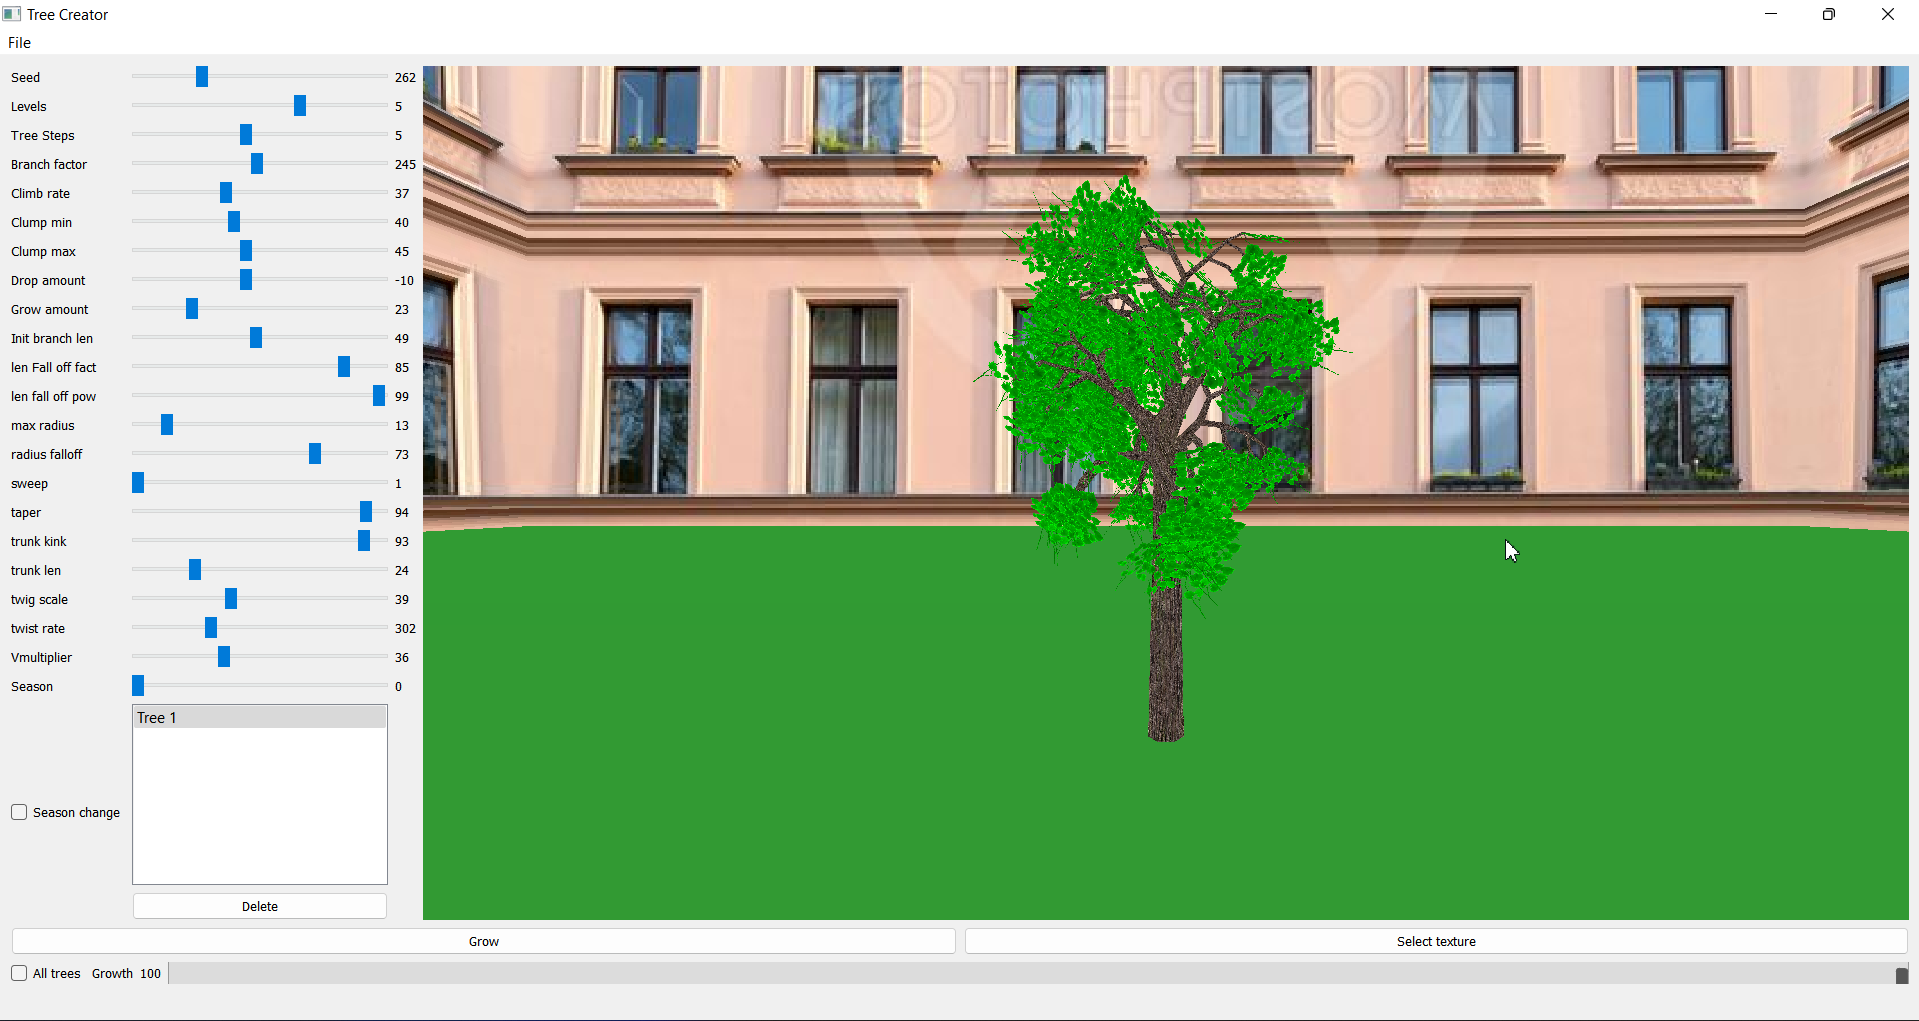 Tree Creator
File
Seed 262
Levels 5
Tree Steps 5
Branch factor 245
Climb rate 37
Clump min 40
Clump max 45
Drop amount -10
Grow amount 23
Init branch len 49
len Fall off fact 85
len fall off pow 99
max radius 13
radius falloff 73
sweep 1
taper 94
trunk kink 93
trunk len 24
twig scale 39
twist rate 302
Vmultiplier 36
Season 0
Tree 1
Season change
Delete
Grow Select texture
All trees Growth 100
MOSTPHOTOS